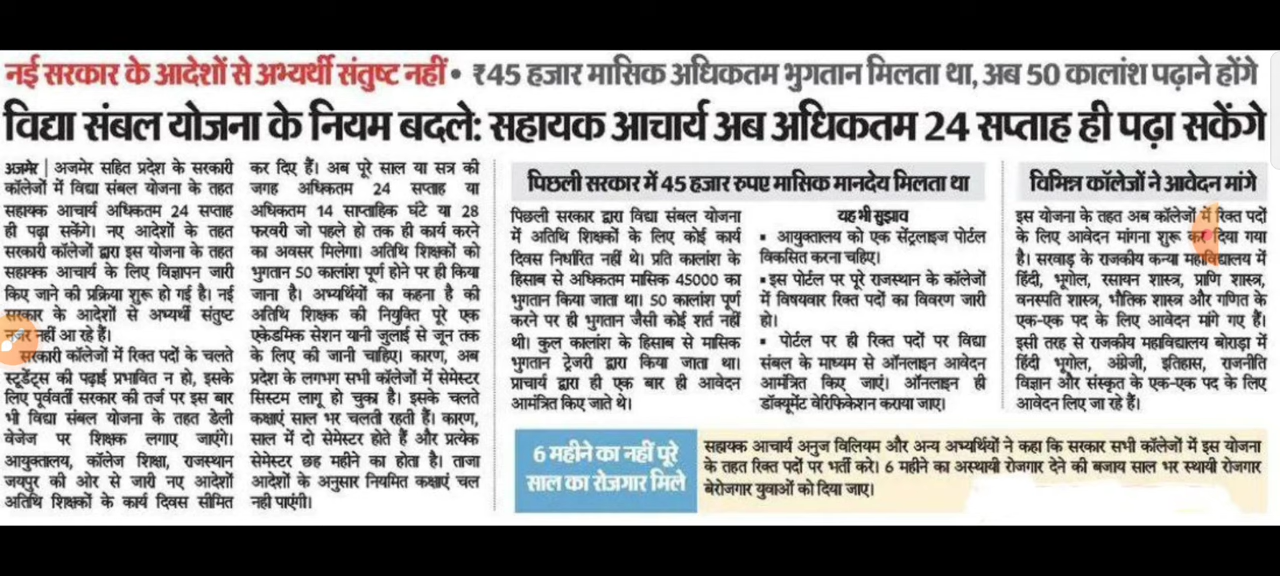 नई सरकार के आदेशों से अभ्यर्थी संतुष्ट नहीं • ₹45 हजार मासिक अधिकतम भुगतान मिलता था, अब 50 कालांश पढ़ाने होंगे
विद्या संबल योजना के नियम बदले: सहायक आचार्य अब अधिकतम 24 सप्ताह ही पढ़ा सकेंगे
अजमेर | अजमेर सहित प्रदेश के सरकारी
कॉलेजों में विद्या संबल योजना के तहत
सहायक आचार्य अधिकतम 24 सप्ताह
ही पढ़ा सकेंगे। नए आदेशों के तहत
सरकारी कॉलेजों द्वारा इस योजना के तहत
सहायक आचार्य के लिए विज्ञापन जारी
किए जाने की प्रक्रिया शुरू हो गई है। नई
सरकार के आदेशों से अभ्यर्थी संतुष्ट
नजर नहीं आ रहे हैं।
सरकारी कॉलेजों में रिक्त पदों के चलते
स्टूडेंट्स की पढ़ाई प्रभावित न हो, इसके
लिए पूर्ववर्ती सरकार की तर्ज पर इस बार
भी विद्या संबल योजना के तहत डेली
वेजेज पर शिक्षक लगाए जाएंगे।
आयुक्तालय, कॉलेज शिक्षा, राजस्थान
जयपुर की ओर से जारी नए आदेशों
अतिथि शिक्षकों के कार्य दिवस सीमित
कर दिए हैं। अब पूरे साल या सत्र की
जगह अधिकतम 24 सप्ताह या
अधिकतम 14 साप्ताहिक घंटे या 28
फरवरी जो पहले हो तक ही कार्य करने
का अवसर मिलेगा। अतिथि शिक्षकों को
भुगतान 50 कालांश पूर्ण होने पर ही किया
जाना है। अभ्यर्थियों का कहना है की
अतिथि शिक्षक की नियुक्ति पूरे एक
एकेडमिक सेशन यानी जुलाई से जून तक
के लिए की जानी चाहिए। कारण, अब
प्रदेश के लगभग सभी कॉलेजों में सेमेस्टर
सिस्टम लागू हो चुका है। इसके चलते
कक्षाएं साल भर चलती रहती हैं। कारण,
साल में दो सेमेस्टर होते हैं और प्रत्येक
सेमेस्टर छह महीने का होता है। ताजा
आदेशों के अनुसार नियमित कक्षाएं चल
नही पाएंगी।
पिछली सरकार में 45 हजार रुपए मासिक मानदेय मिलता था
पिछली सरकार द्वारा विद्या संबल योजना
में अतिथि शिक्षकों के लिए कोई कार्य
दिवस निर्धारित नहीं थे। प्रति कालांश के
हिसाब से अधिकतम मासिक 45000 का
भुगतान किया जाता था। 50 कालांश पूर्ण
करने पर ही भुगतान जैसी कोई शर्त नहीं
थी। कुल कालांश के हिसाब से मासिक
भुगतान ट्रेजरी द्वारा किया जाता था।
प्राचार्य द्वारा ही एक बार ही आवेदन
आमंत्रित किए जाते थे।
यह भी सुझाव
▪ आयुक्तालय को एक सेंट्रलाइज पोर्टल
विकसित करना चहिए।
▪ इस पोर्टल पर पूरे राजस्थान के कॉलेजों
में विषयवार रिक्त पदों का विवरण जारी
हो।
▪ पोर्टल पर ही रिक्त पदों पर विद्या
संबल के माध्यम से ऑनलाइन आवेदन
आमंत्रित किए जाएं। ऑनलाइन ही
डॉक्यूमेंट वेरिफिकेशन कराया जाए।
विभिन्न कॉलेजों ने आवेदन मांगे
इस योजना के तहत अब कॉलेजों में रिक्त पदों
के लिए आवेदन मांगना शुरू कर दिया गया
है। सरवाड़ के राजकीय कन्या महाविद्यालय में
हिंदी, भूगोल, रसायन शास्त्र, प्राणि शास्त्र,
वनस्पति शास्त्र, भौतिक शास्त्र और गणित के
एक-एक पद के लिए आवेदन मांगे गए हैं।
इसी तरह से राजकीय महाविद्यालय बोराड़ा में
हिंदी भूगोल, अंग्रेजी, इतिहास, राजनीति
विज्ञान और संस्कृत के एक-एक पद के लिए
आवेदन लिए जा रहे हैं।
6 महीने का नहीं पूरे
साल का रोजगार मिले
सहायक आचार्य अनुज विलियम और अन्य अभ्यर्थियों ने कहा कि सरकार सभी कॉलेजों में इस योजना
के तहत रिक्त पदों पर भर्ती करे। 6 महीने का अस्थायी रोजगार देने की बजाय साल भर स्थायी रोजगार
बेरोजगार युवाओं को दिया जाए।